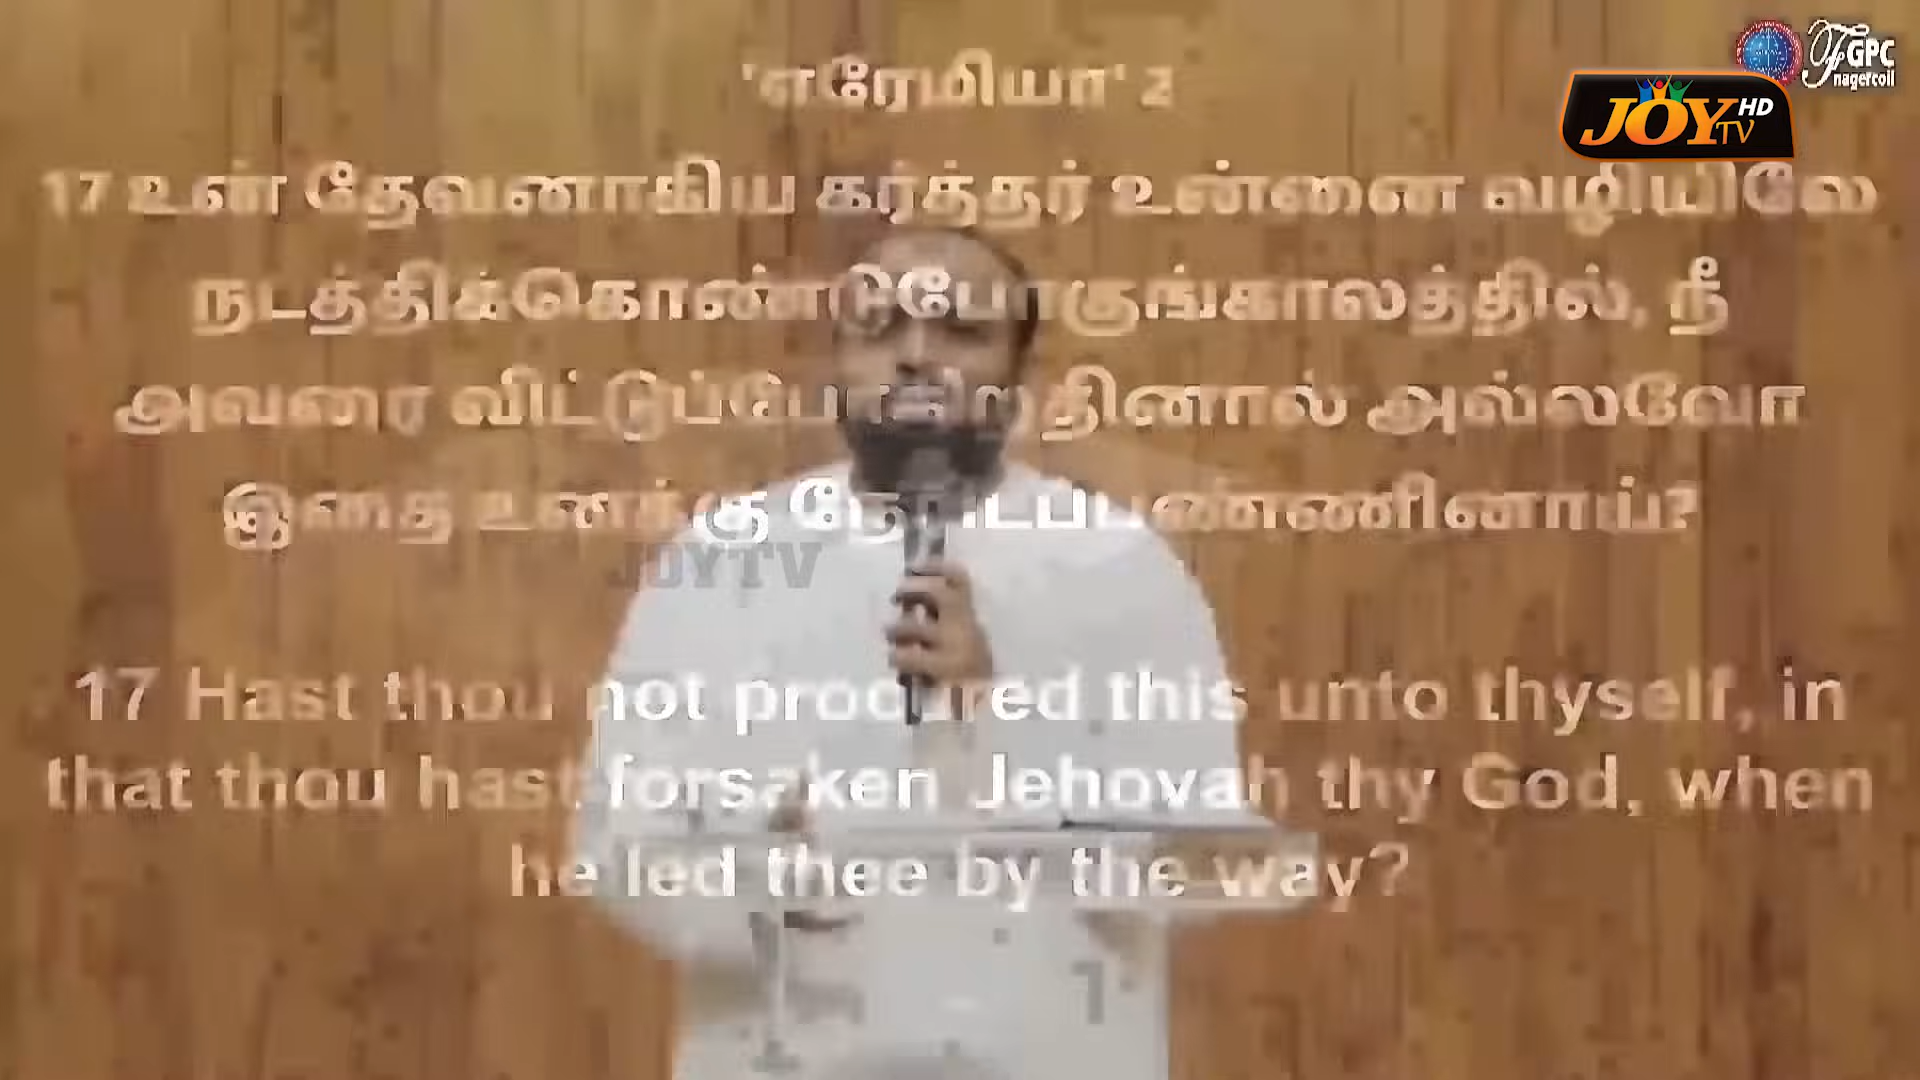 FGPC
nagercoil
JOY TV HD
'எரேமியா' 2
17 உன் தேவனாகிய கர்த்தர் உன்னை வழியிலே
நடத்திக்கொண்டுபோகுங்காலத்தில், நீ
அவரை விட்டுப்போகிறதினால் அல்லவோ
இதை உனக்கு நேரிடப்பண்ணினாய்?
JOYTV
17 Hast thou not procured this unto thyself, in
that thou hast forsaken Jehovah thy God, when
he led thee by the way?